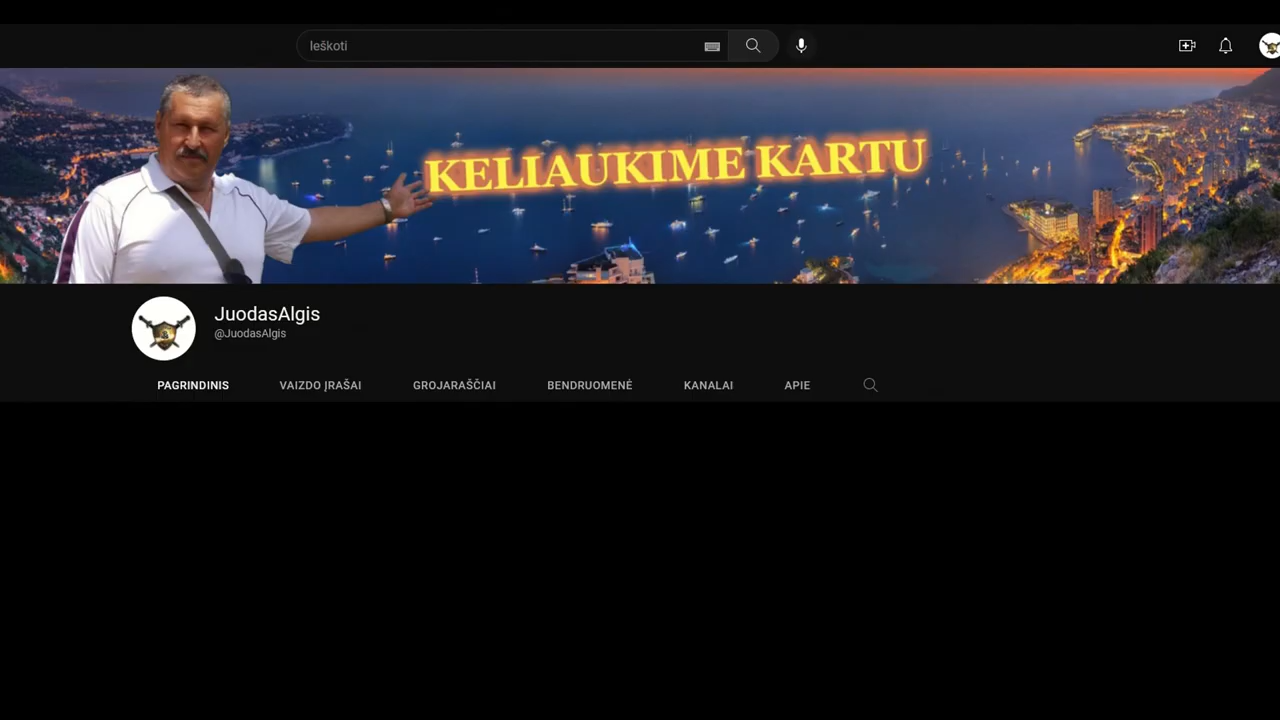 Ieškoti
KELIAUKIME KARTU
JuodasAlgis
@JuodasAlgis
PAGRINDINIS VAIZDO ĮRAŠAI GROJARAŠČIAI BENDRUOMENĖ KANALAI APIE